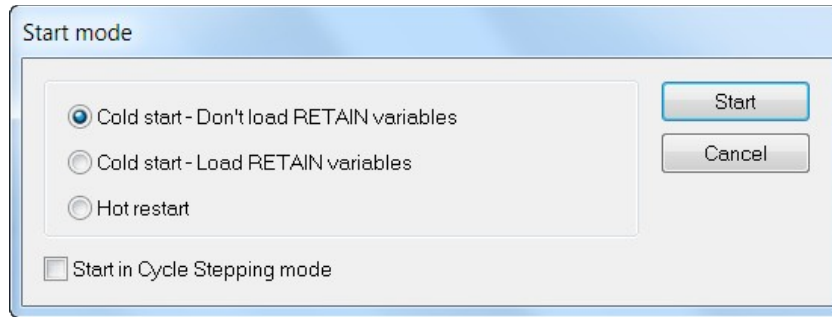 Start mode
Cold start - Don't load RETAIN variables
Cold start - Load RETAIN variables
Hot restart
Start in Cycle Stepping mode
Start
Cancel